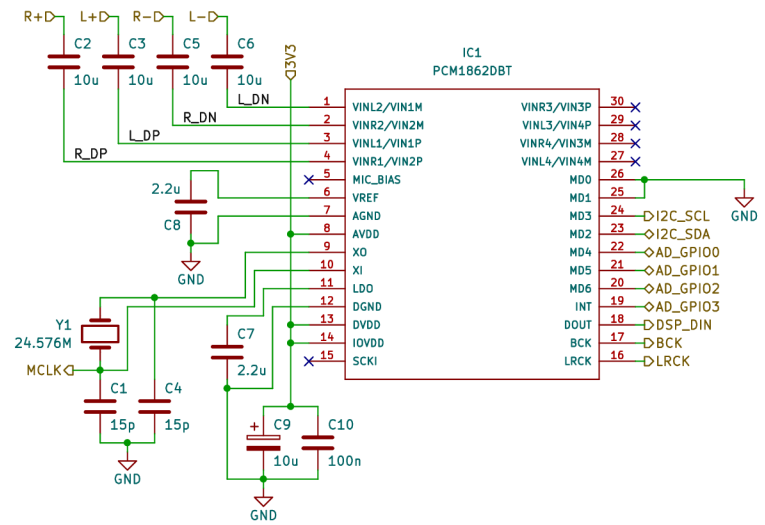 R+ L+ R- L-
C2 C3 C5 C6
10u 10u 10u 10u
3V3
IC1
PCM1862DBT
L_DN
R_DN
L_DP
R_DP
1 VINL2/VIN1M VINR3/VIN3P 30
2 VINR2/VIN2M VINL3/VIN4P 29
3 VINL1/VIN1P VINR4/VIN3M 28
4 VINR1/VIN2P VINL4/VIN4M 27
5 MIC_BIAS MD0 26
6 VREF MD1 25
7 AGND MD3 24 I2C_SCL
8 AVDD MD2 23 I2C_SDA
9 XO MD4 22 AD_GPIO0
10 XI MD5 21 AD_GPIO1
11 LDO MD6 20 AD_GPIO2
12 DGND INT 19 AD_GPIO3
13 DVDD DOUT 18 DSP_DIN
14 IOVDD BCK 17 BCK
15 SCKI LRCK 16 LRCK
GND
2.2u
C8
GND
Y1
24.576M
MCLK
C7
2.2u
C1 C4
15p 15p
GND
+ C9 C10
10u 100n
GND